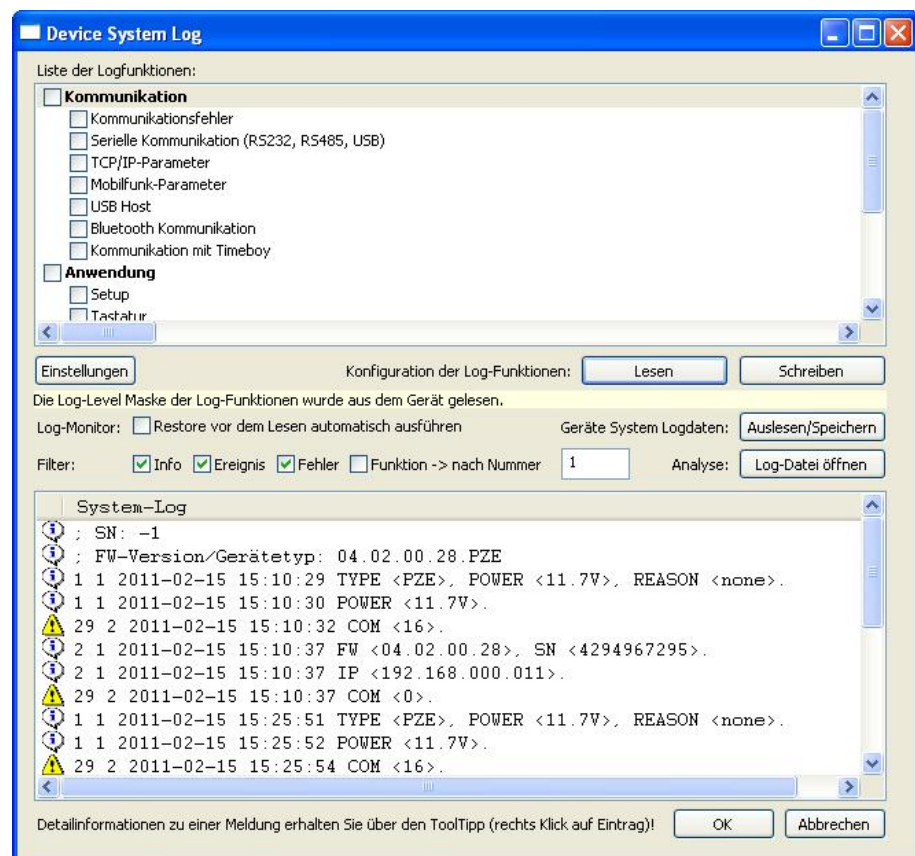 Device System Log
Liste der Logfunktionen:
Kommunikation
Kommunikationsfehler
Serielle Kommunikation (RS232, RS485, USB)
TCP/IP-Parameter
Mobilfunk-Parameter
USB Host
Bluetooth Kommunikation
Kommunikation mit Timeboy
Anwendung
Setup
Tastatur
Einstellungen Konfiguration der Log-Funktionen: Lesen Schreiben
Die Log-Level Maske der Log-Funktionen wurde aus dem Gerät gelesen.
Log-Monitor: Restore vor dem Lesen automatisch ausführen Geräte System Logdaten: Auslesen/Speichern
Filter: Info Ereignis Fehler Funktion -> nach Nummer 1 Analyse: Log-Datei öffnen
System-Log
; SN: -1
; FW-Version/Gerätetyp: 04.02.00.28.PZE
1 1 2011-02-15 15:10:29 TYPE <PZE>, POWER <11.7V>, REASON <none>.
1 1 2011-02-15 15:10:30 POWER <11.7V>.
29 2 2011-02-15 15:10:32 COM <16>.
2 1 2011-02-15 15:10:37 FW <04.02.00.28>, SN <4294967295>.
2 1 2011-02-15 15:10:37 IP <192.168.000.011>.
29 2 2011-02-15 15:10:37 COM <0>.
1 1 2011-02-15 15:25:51 TYPE <PZE>, POWER <11.7V>, REASON <none>.
1 1 2011-02-15 15:25:52 POWER <11.7V>.
29 2 2011-02-15 15:25:54 COM <16>.
Detailinformationen zu einer Meldung erhalten Sie über den ToolTipp (rechts Klick auf Eintrag)! OK Abbrechen